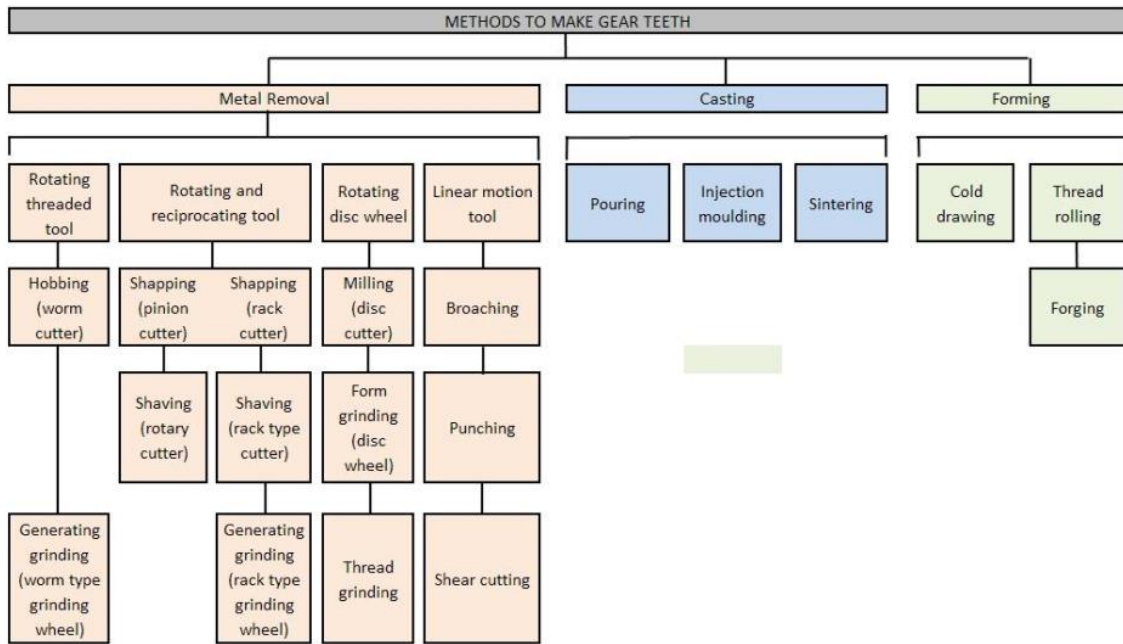 METHODS TO MAKE GEAR TEETH
Metal Removal
Casting
Forming
Rotating
threaded
tool
Rotating and
reciprocating tool
Rotating
disc wheel
Linear motion
tool
Pouring
Injection
moulding
Sintering
Cold
drawing
Thread
rolling
Hobbing
(worm
cutter)
Shapping
(pinion
cutter)
Shapping
(rack
cutter)
Milling
(disc
cutter)
Broaching
Forging
Shaving
(rotary
cutter)
Shaving
(rack type
cutter)
Form
grinding
(disc
wheel)
Punching
Generating
grinding
(worm type
grinding
wheel)
Generating
grinding
(rack type
grinding
wheel)
Thread
grinding
Shear cutting